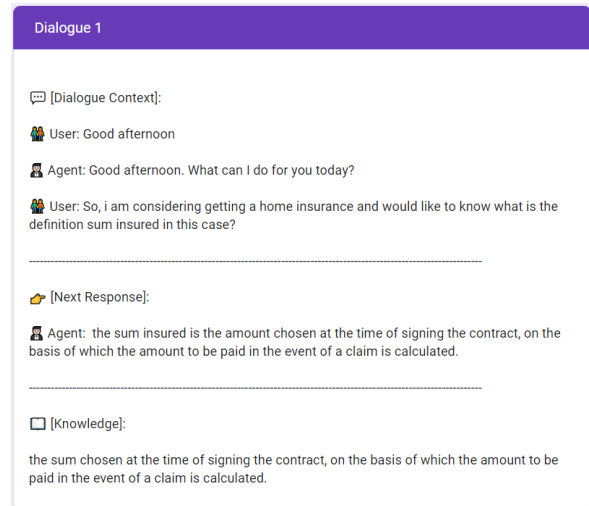 Dialogue 1
💬 [Dialogue Context]:
👫 User: Good afternoon
🤵 Agent: Good afternoon. What can I do for you today?
👫 User: So, i am considering getting a home insurance and would like to know what is the
definition sum insured in this case?
--------------------------------------------------------------------------------------------------------------------------
👉 [Next Response]:
🤵 Agent:  the sum insured is the amount chosen at the time of signing the contract, on the
basis of which the amount to be paid in the event of a claim is calculated.
--------------------------------------------------------------------------------------------------------------------------
📖 [Knowledge]:
the sum chosen at the time of signing the contract, on the basis of which the amount to be
paid in the event of a claim is calculated.